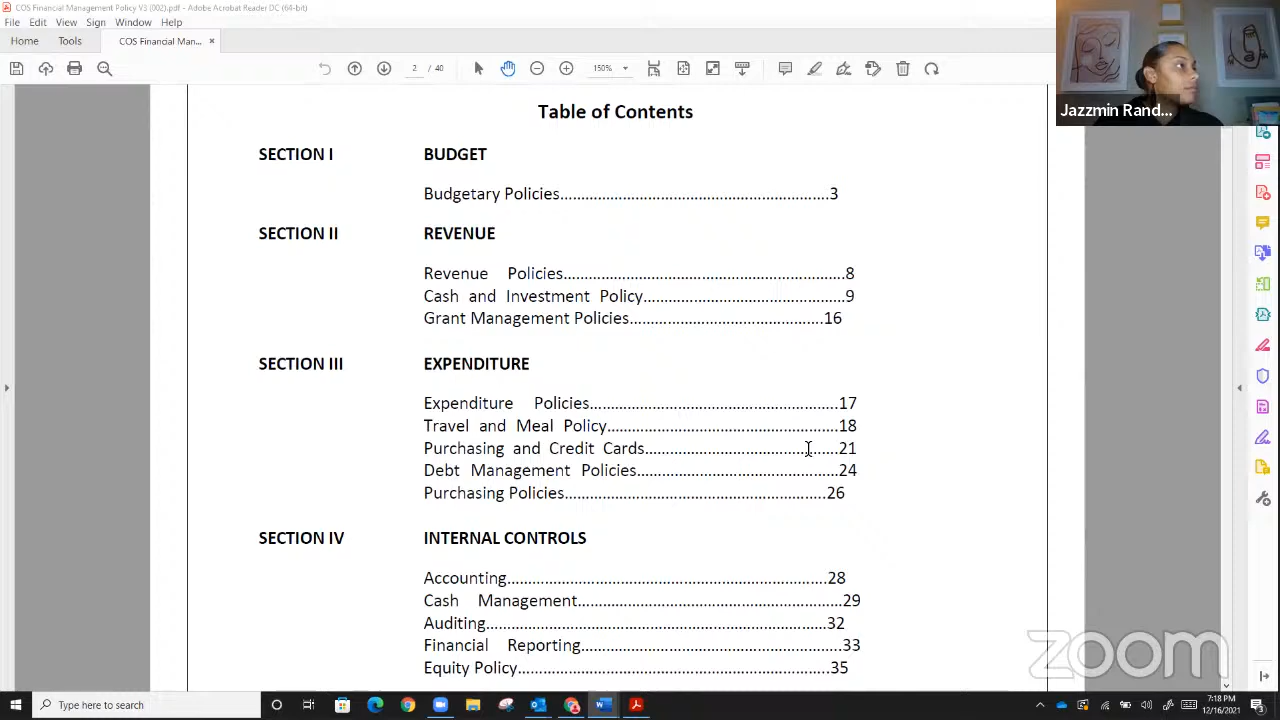 COS Financial Management Policy V3 (002).pdf - Adobe Acrobat Reader DC (64-bit)
File Edit View Sign Window Help
Home Tools COS Financial Man... ×
2 / 40 150%
Jazzmin Rand...
Table of Contents
SECTION I BUDGET
Budgetary Policies...............................................................3
SECTION II REVENUE
Revenue Policies..................................................................8
Cash and Investment Policy................................................9
Grant Management Policies..............................................16
SECTION III EXPENDITURE
Expenditure Policies...........................................................17
Travel and Meal Policy.......................................................18
Purchasing and Credit Cards..............................................21
Debt Management Policies................................................24
Purchasing Policies..............................................................26
SECTION IV INTERNAL CONTROLS
Accounting...........................................................................28
Cash Management...............................................................29
Auditing.................................................................................32
Financial Reporting..............................................................33
Equity Policy.........................................................................35
zoom
Type here to search
7:18 PM
12/16/2021